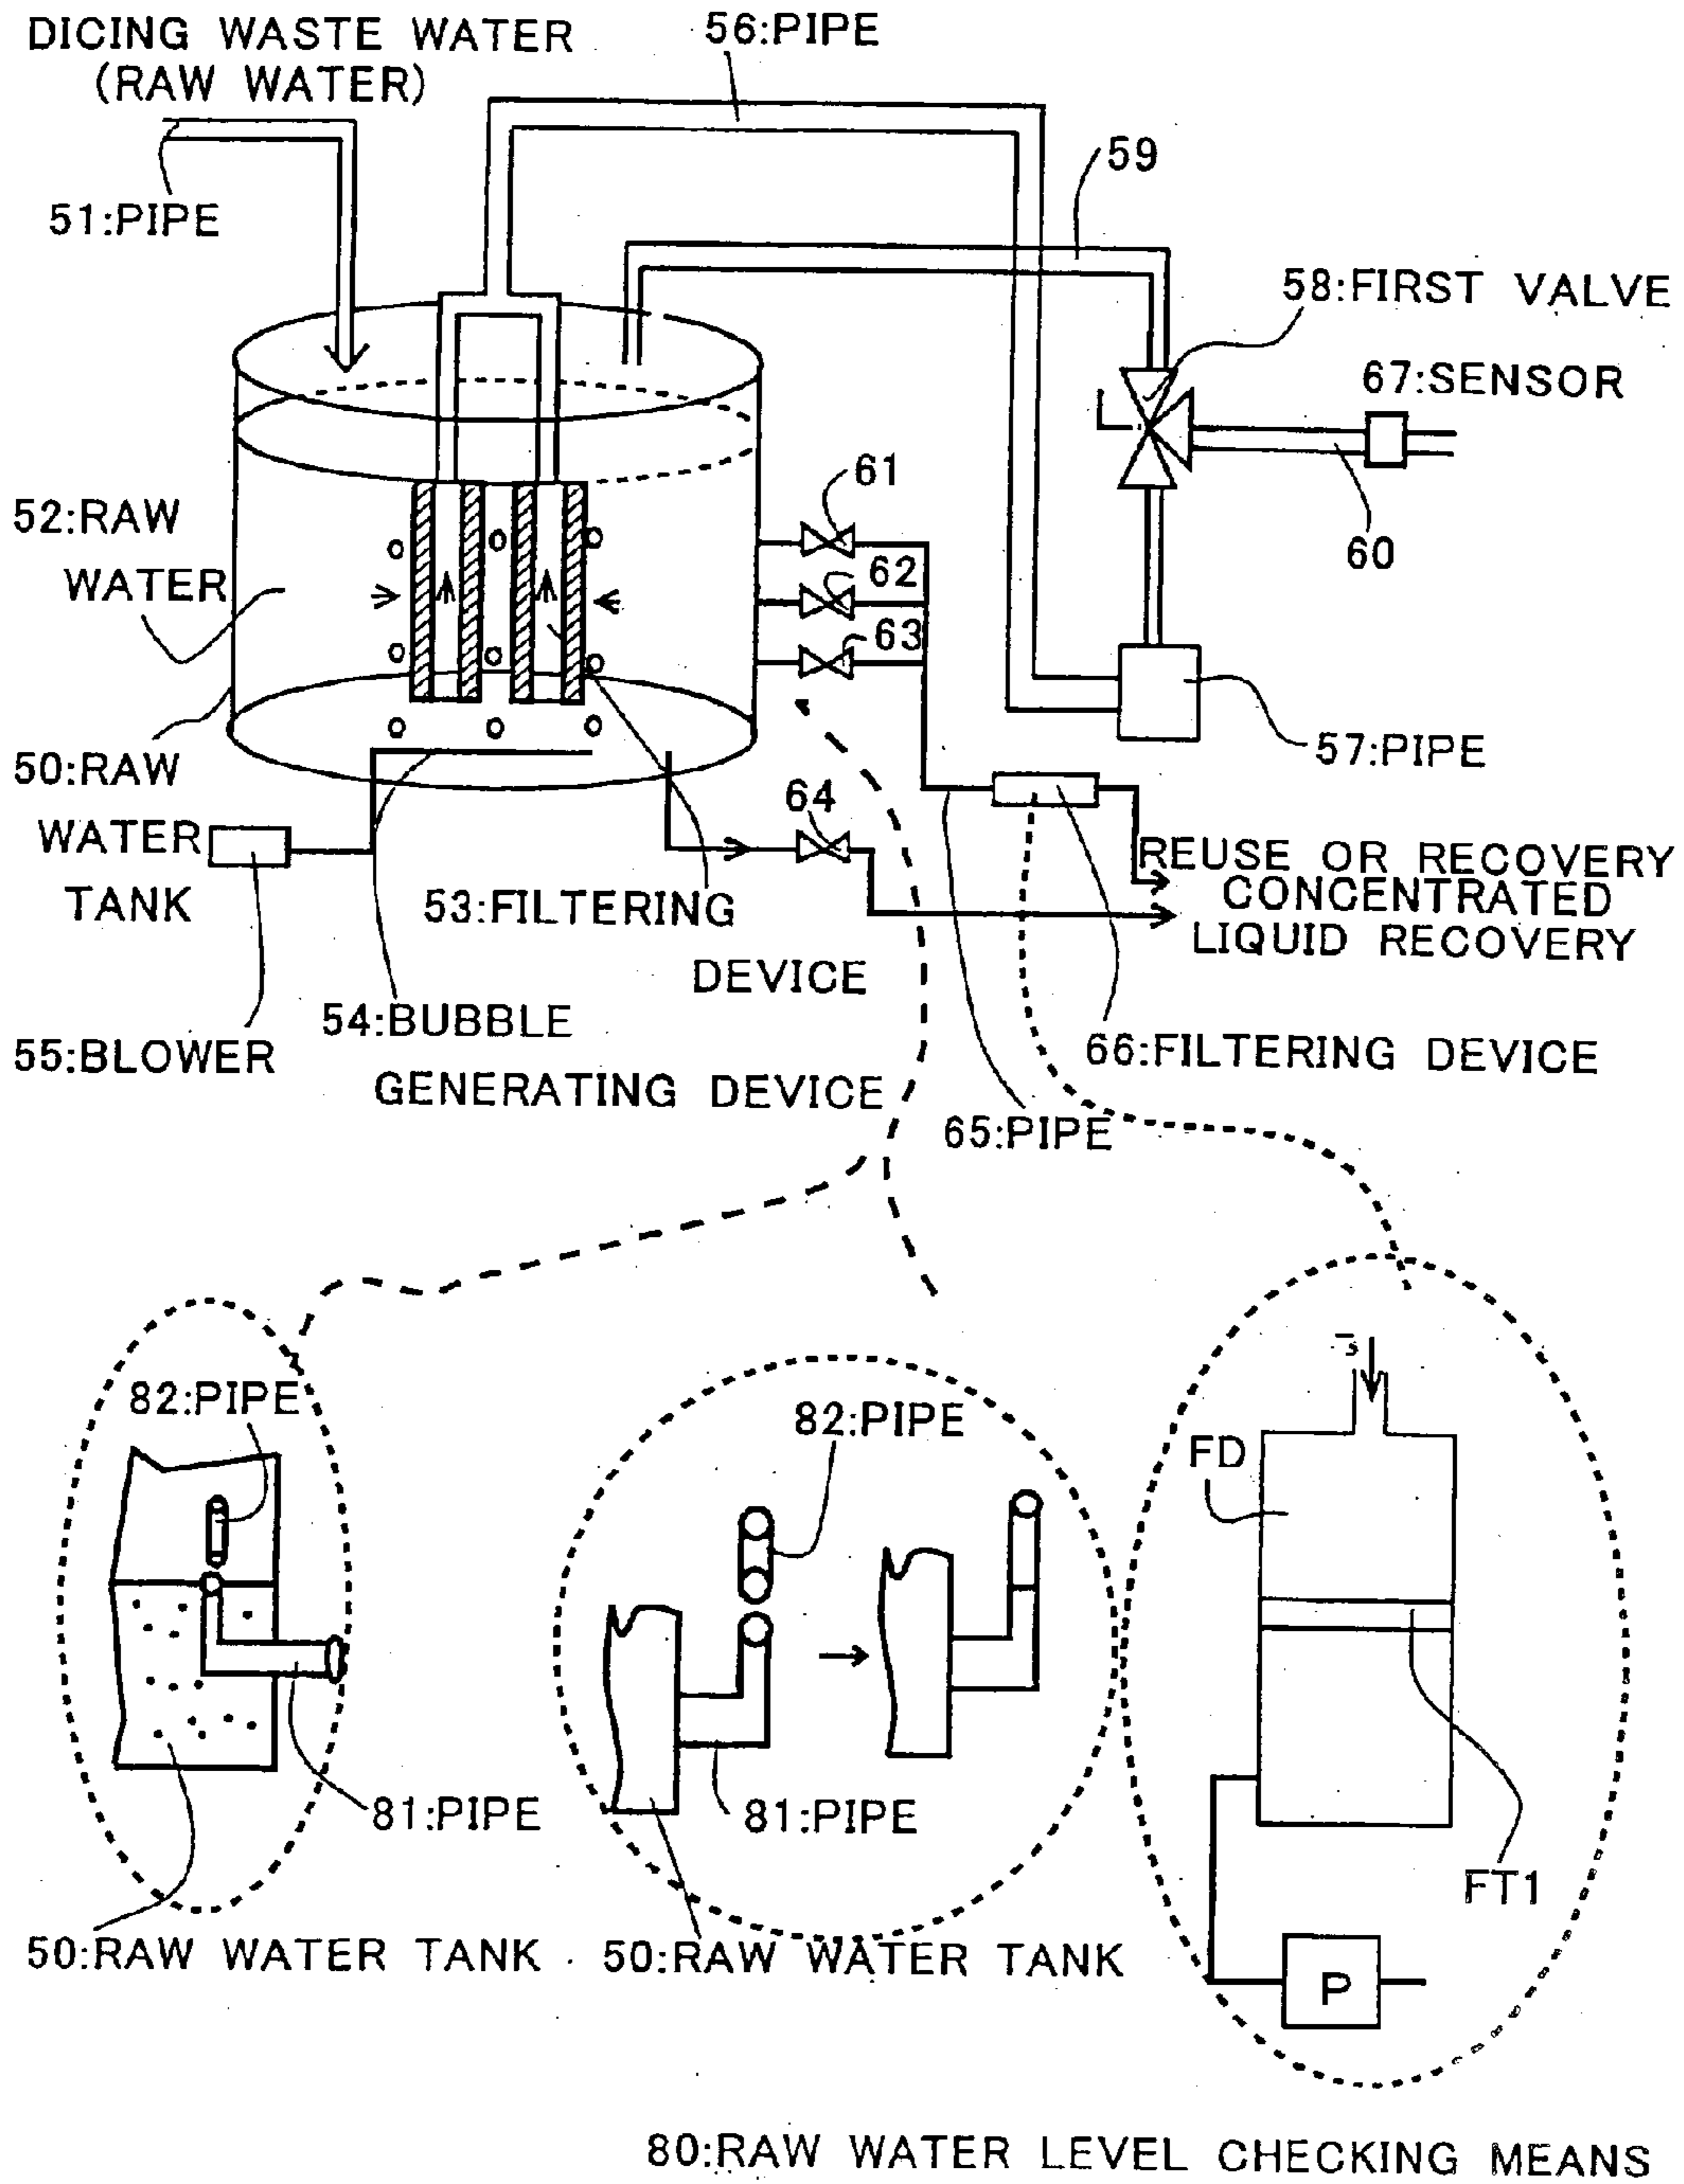 DICING WASTE WATER
(RAW WATER)
56:PIPE
59
51:PIPE
58:FIRST VALVE
67:SENSOR
61
52:RAW
WATER
62
60
63
57:PIPE
50:RAW
WATER
TANK
64
REUSE OR RECOVERY
CONCENTRATED
LIQUID RECOVERY
53:FILTERING
DEVICE
54:BUBBLE
GENERATING DEVICE
55:BLOWER
66:FILTERING DEVICE
65:PIPE
82:PIPE
82:PIPE
FD
81:PIPE
81:PIPE
FT1
50:RAW WATER TANK
50:RAW WATER TANK
P
80:RAW WATER LEVEL CHECKING MEANS